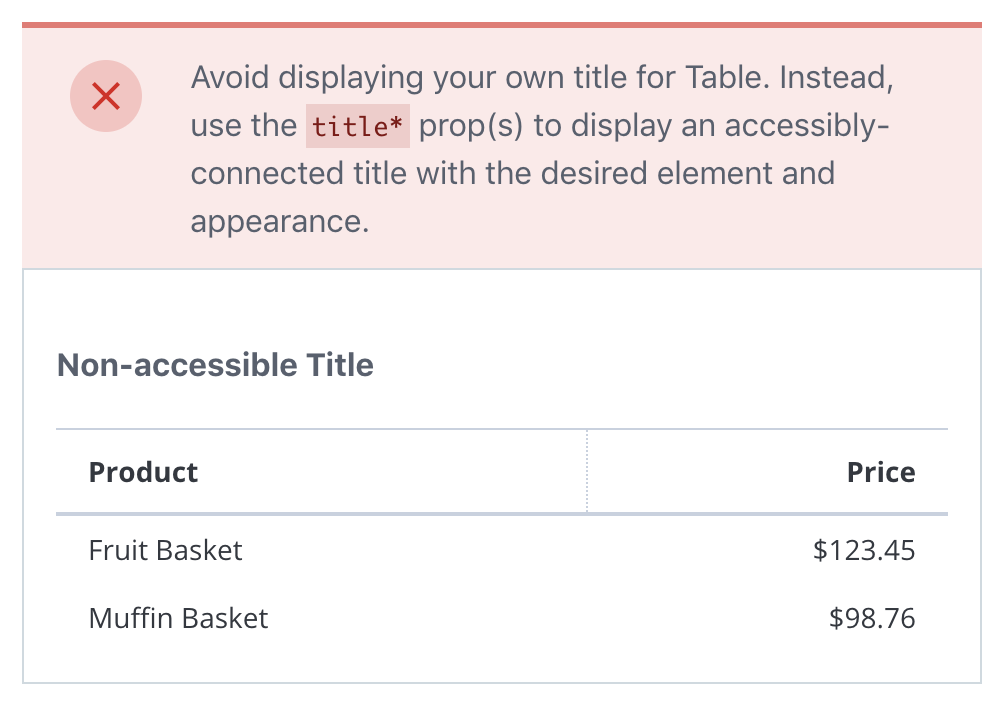 Avoid displaying your own title for Table. Instead,
use the title* prop(s) to display an accessibly-
connected title with the desired element and
appearance.
Non-accessible Title
Product Price
Fruit Basket $123.45
Muffin Basket $98.76